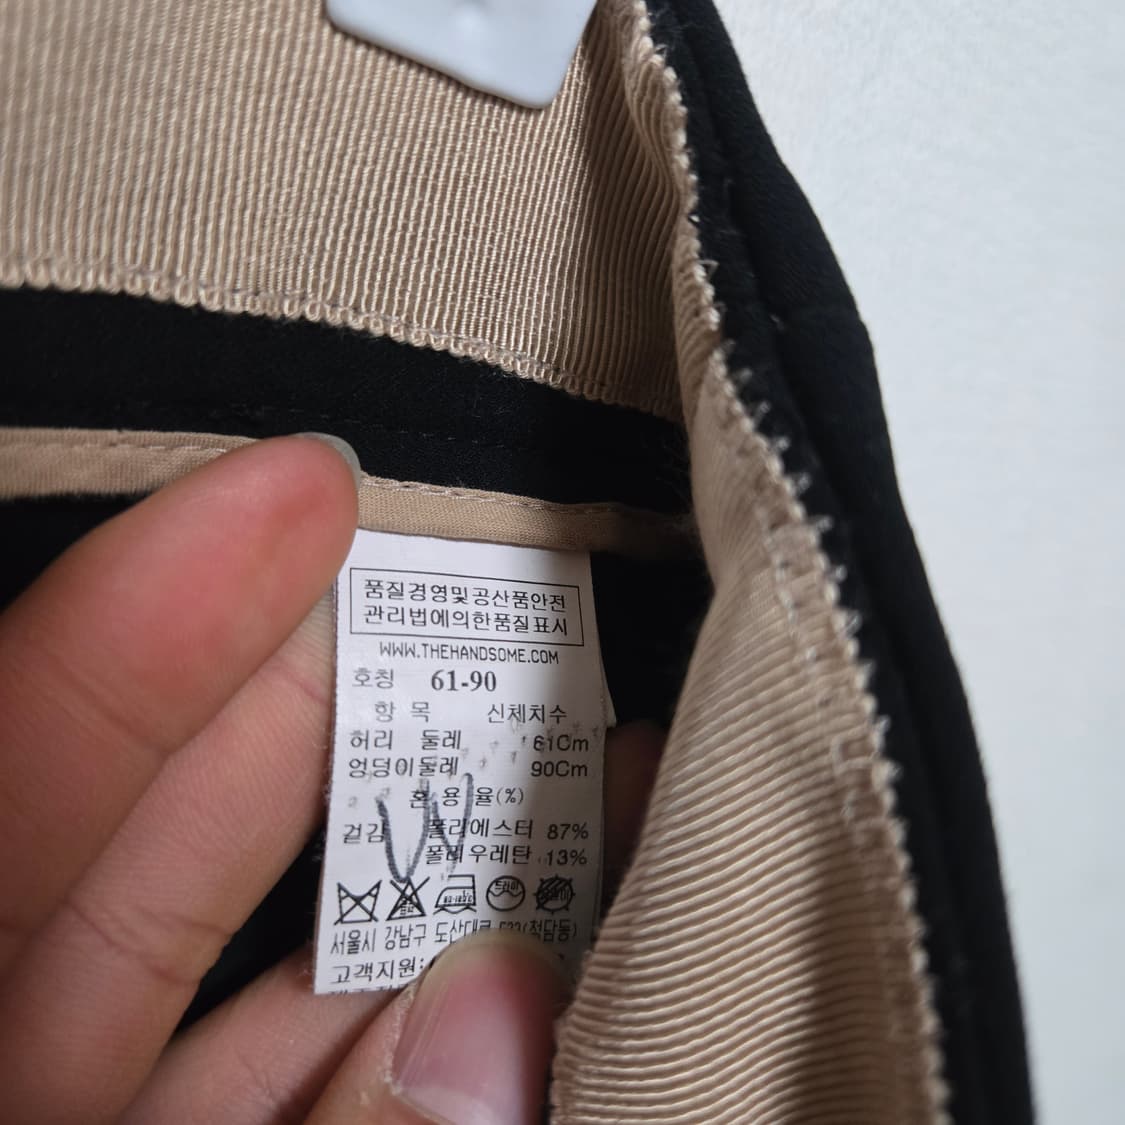 품질경영및공산품안전
관리법에의한품질표시
WWW.THEHANDSOME.COM
호칭 61-90
항 목 신체치수
허리 둘레 61Cm
엉덩이둘레 90Cm
혼 용 율(%)
겉감 폴리에스터 87%
폴리우레탄 13%
드라이
서울시 강남구 도산대로
고객지원: